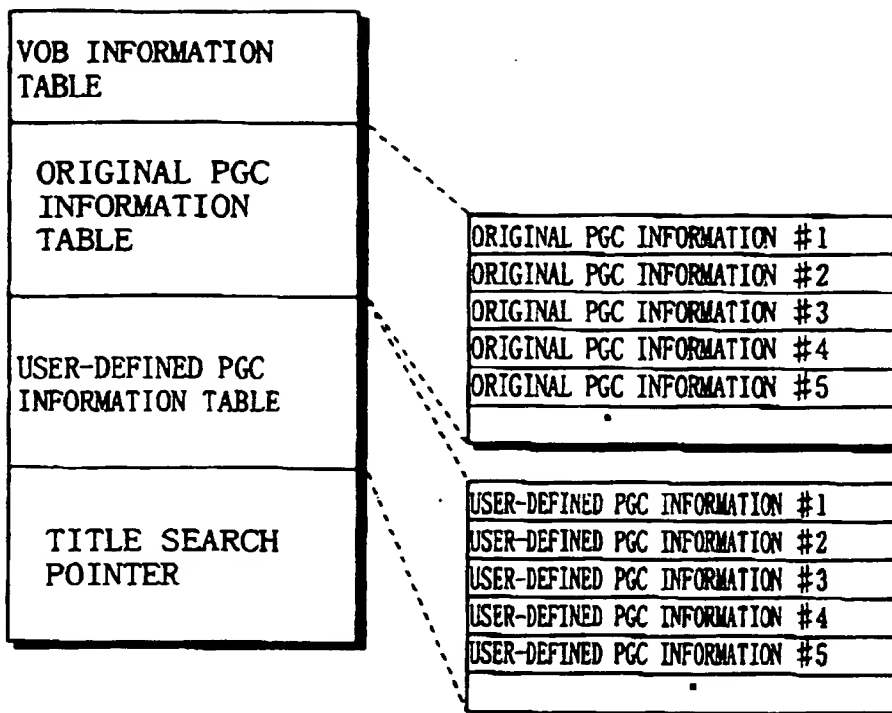 VOB INFORMATION
TABLE
ORIGINAL PGC
INFORMATION
TABLE
USER-DEFINED PGC
INFORMATION TABLE
TITLE SEARCH
POINTER
ORIGINAL PGC INFORMATION #1
ORIGINAL PGC INFORMATION #2
ORIGINAL PGC INFORMATION #3
ORIGINAL PGC INFORMATION #4
ORIGINAL PGC INFORMATION #5
USER-DEFINED PGC INFORMATION #1
USER-DEFINED PGC INFORMATION #2
USER-DEFINED PGC INFORMATION #3
USER-DEFINED PGC INFORMATION #4
USER-DEFINED PGC INFORMATION #5